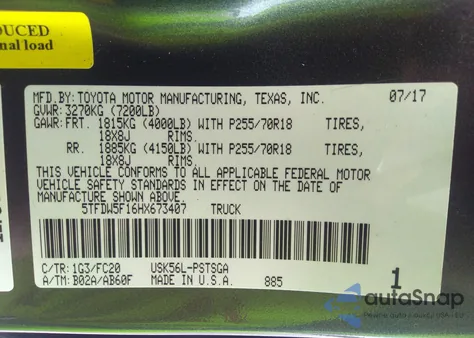 DUCED
nal load
MFD.BY: TOYOTA MOTOR MANUFACTURING, TEXAS, INC. 07/17
GVWR: 3270KG (7200LB)
GAWR: FRT. 1815KG (4000LB) WITH P255/70R18 TIRES,
18X8J RIMS.
RR. 1885KG (4150LB) WITH P255/70R18 TIRES,
18X8J RIMS.
THIS VEHICLE CONFORMS TO ALL APPLICABLE FEDERAL MOTOR
VEHICLE SAFETY STANDARDS IN EFFECT ON THE DATE OF
MANUFACTURE SHOWN ABOVE.
5TFDW5F16HX673407 TRUCK
C/TR: 1G3/FC20 USK56L-PSTSGA
A/TM: B02A/AB60F MADE IN U.S.A. 885 1
autoSnap